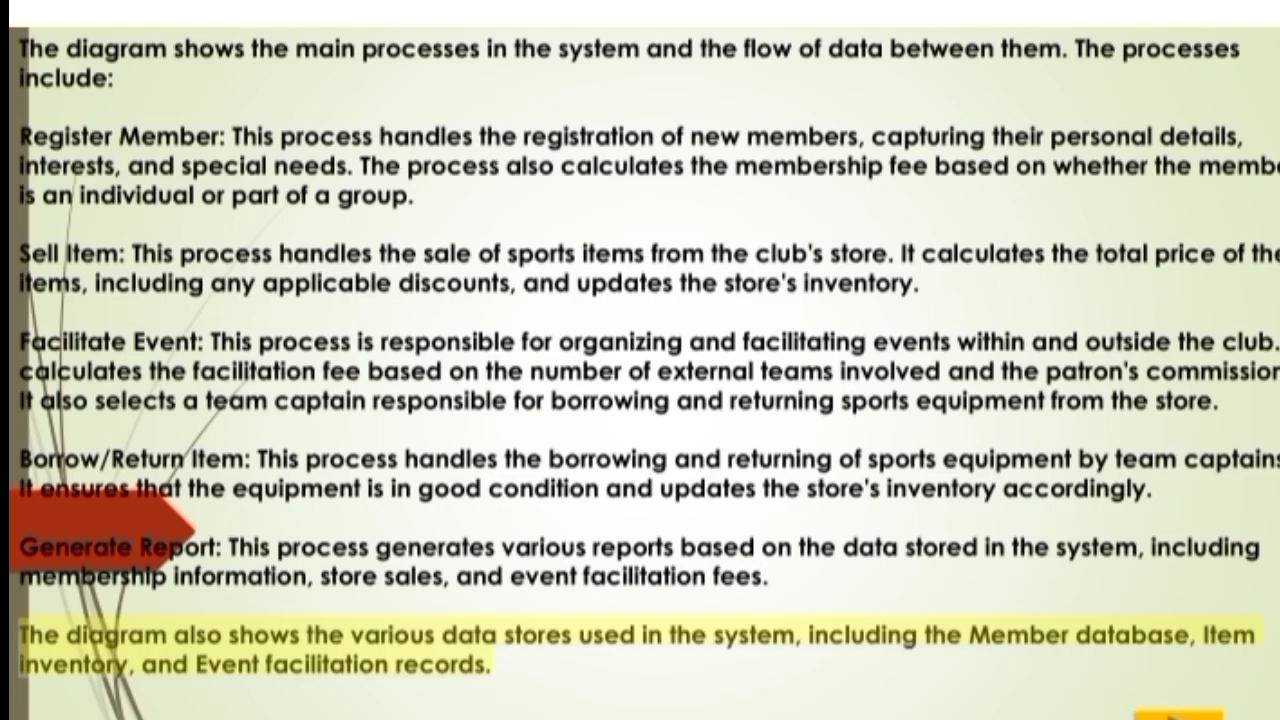 The diagram shows the main processes in the system and the flow of data between them. The processes
include:
Register Member: This process handles the registration of new members, capturing their personal details,
interests, and special needs. The process also calculates the membership fee based on whether the
is an individual or part of a group.
Sell Item: This process handles the sale of sports items from the club's store. It calculates the total price of
items, including any applicable discounts, and updates the store's inventory.
Facilitate Event: This process is responsible for organizing and facilitating events within and outside the club.
calculates the facilitation fee based on the number of external teams involved and the patron's
It also selects a team captain responsible for borrowing and returning sports equipment from the store.
Borrow/Return Item: This process handles the borrowing and returning of sports equipment by team
It ensures that the equipment is in good condition and updates the store's inventory accordingly.
Generate Report: This process generates various reports based on the data stored in the system, including
membership information, store sales, and event facilitation fees.
The diagram also shows the various data stores used in the system, including the Member database, Item
inventory, and Event facilitation records.